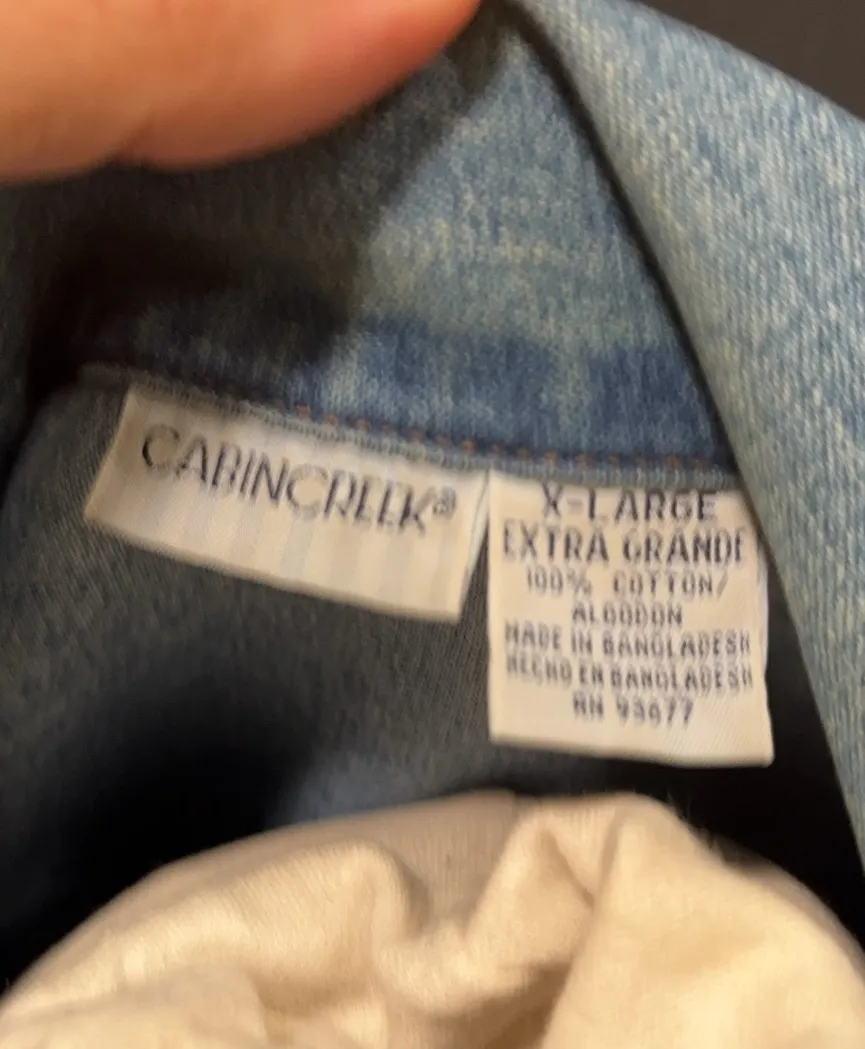 CABINCREEK®
X-LARGE
EXTRA GRANDE
100% COTTON/
ALGODON
MADE IN BANGLADESH
HECHO EN BANGLADESH
RN 93677